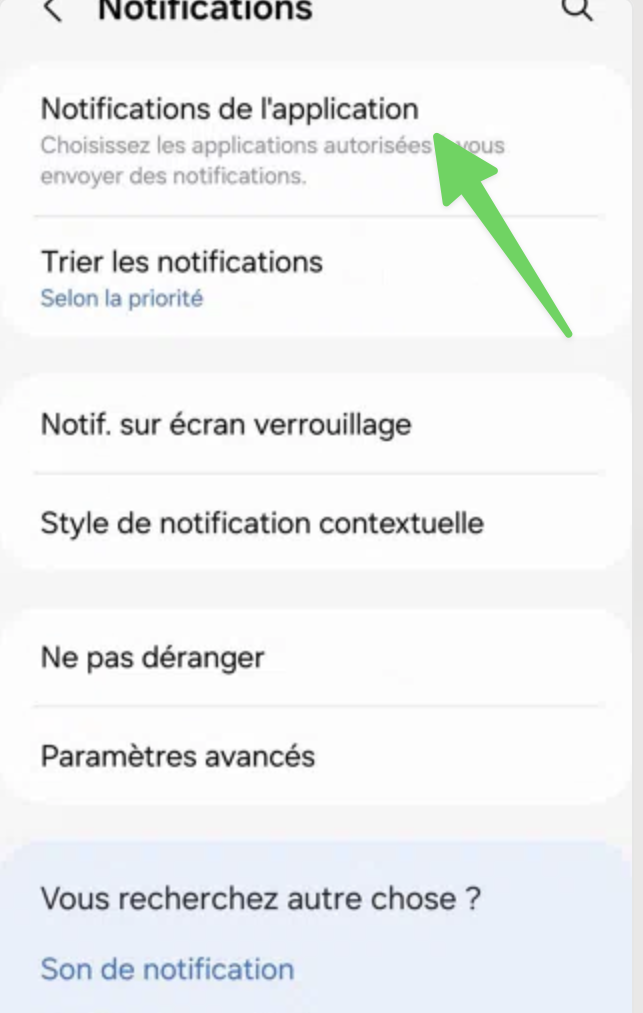 Notifications
Notifications de l'application
Choisissez les applications autorisées vous
envoyer des notifications.
Trier les notifications
Selon la priorité
Notif. sur écran verrouillage
Style de notification contextuelle
Ne pas déranger
Paramètres avancés
Vous recherchez autre chose ?
Son de notification